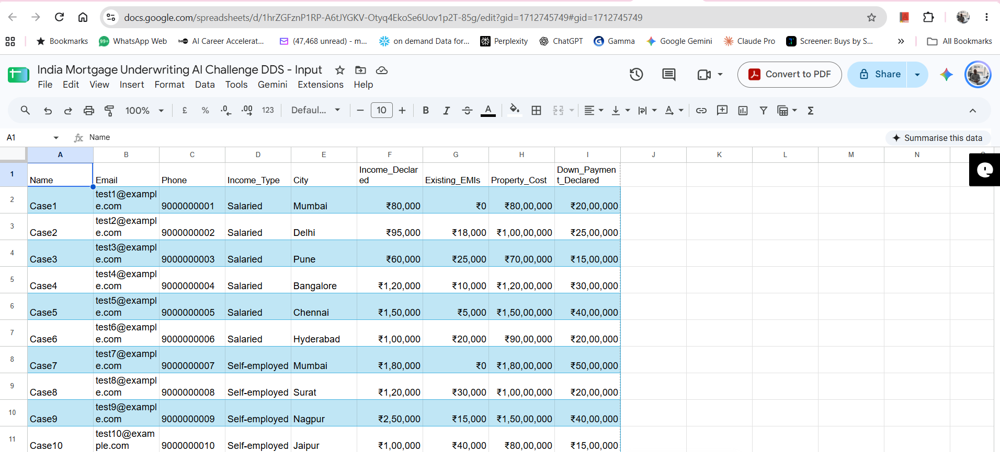 docs.google.com/spreadsheets/d/1hrZGFznP1RP-A6tJYGKV-Otyq4EkoSe6Uov1p2T-85g/edit?gid=1712745749#gid=1712745749
Bookmarks 99+ WhatsApp Web AI Career Accelerat... (47,468 unread) - m... on demand Data for... Perplexity ChatGPT Gamma Google Gemini Claude Pro Screener: Buys by S... » All Bookmarks
India Mortgage Underwriting AI Challenge DDS - Input
File Edit View Insert Format Data Tools Gemini Extensions Help
Convert to PDF Share
100% £ % .0 .00 123 Defaul... − 10 + B I A Σ
A1 fx Name Summarise this data
A B C D E F G H I J K L M N
1 Name Email Phone Income_Type City Income_Declared Existing_EMIs Property_Cost Down_Payment_Declared
2 Case1 test1@example.com 9000000001 Salaried Mumbai ₹80,000 ₹0 ₹80,00,000 ₹20,00,000
3 Case2 test2@example.com 9000000002 Salaried Delhi ₹95,000 ₹18,000 ₹1,00,00,000 ₹25,00,000
4 Case3 test3@example.com 9000000003 Salaried Pune ₹60,000 ₹25,000 ₹70,00,000 ₹15,00,000
5 Case4 test4@example.com 9000000004 Salaried Bangalore ₹1,20,000 ₹10,000 ₹1,20,00,000 ₹30,00,000
6 Case5 test5@example.com 9000000005 Salaried Chennai ₹1,50,000 ₹5,000 ₹1,50,00,000 ₹40,00,000
7 Case6 test6@example.com 9000000006 Salaried Hyderabad ₹1,00,000 ₹20,000 ₹90,00,000 ₹20,00,000
8 Case7 test7@example.com 9000000007 Self-employed Mumbai ₹1,80,000 ₹0 ₹1,80,00,000 ₹50,00,000
9 Case8 test8@example.com 9000000008 Self-employed Surat ₹1,20,000 ₹30,000 ₹1,00,00,000 ₹20,00,000
10 Case9 test9@example.com 9000000009 Self-employed Nagpur ₹2,50,000 ₹15,000 ₹1,50,00,000 ₹40,00,000
11 Case10 test10@example.com 9000000010 Self-employed Jaipur ₹1,00,000 ₹40,000 ₹80,00,000 ₹15,00,000